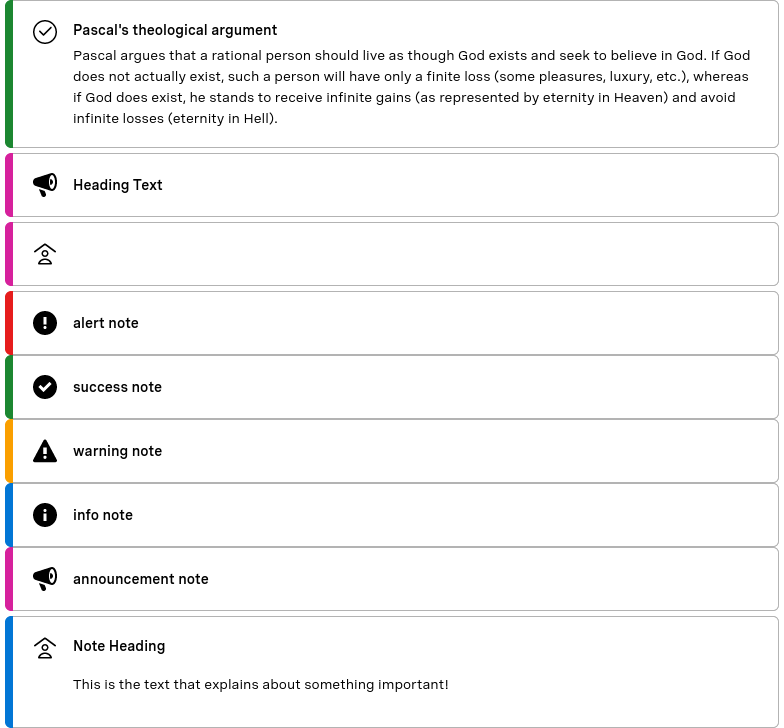 Pascal's theological argument
Pascal argues that a rational person should live as though God exists and seek to believe in God. If God
does not actually exist, such a person will have only a finite loss (some pleasures, luxury, etc.), whereas
if God does exist, he stands to receive infinite gains (as represented by eternity in Heaven) and avoid
infinite losses (eternity in Hell).
Heading Text
alert note
success note
warning note
info note
announcement note
Note Heading
This is the text that explains about something important!